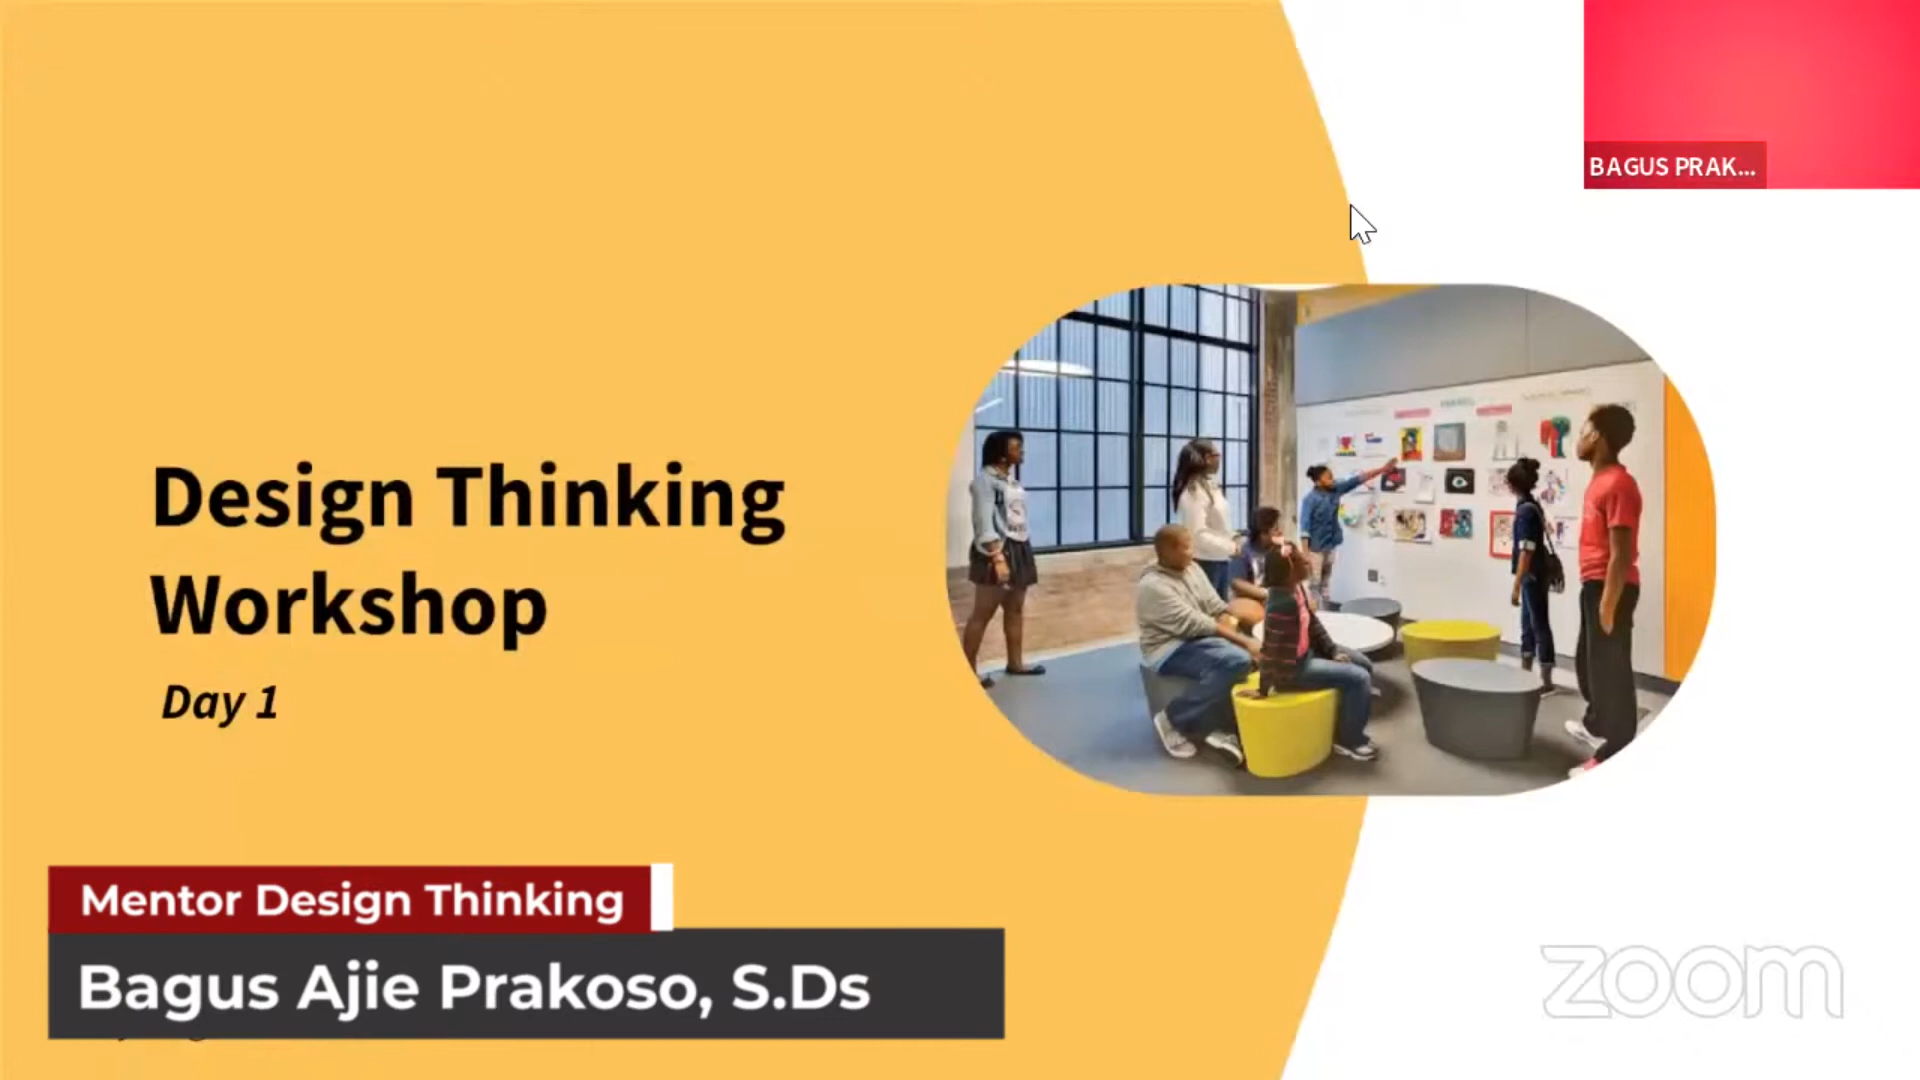 BAGUS PRAK...
Design Thinking
Workshop
Day 1
Mentor Design Thinking
Bagus Ajie Prakoso, S.Ds
zoom